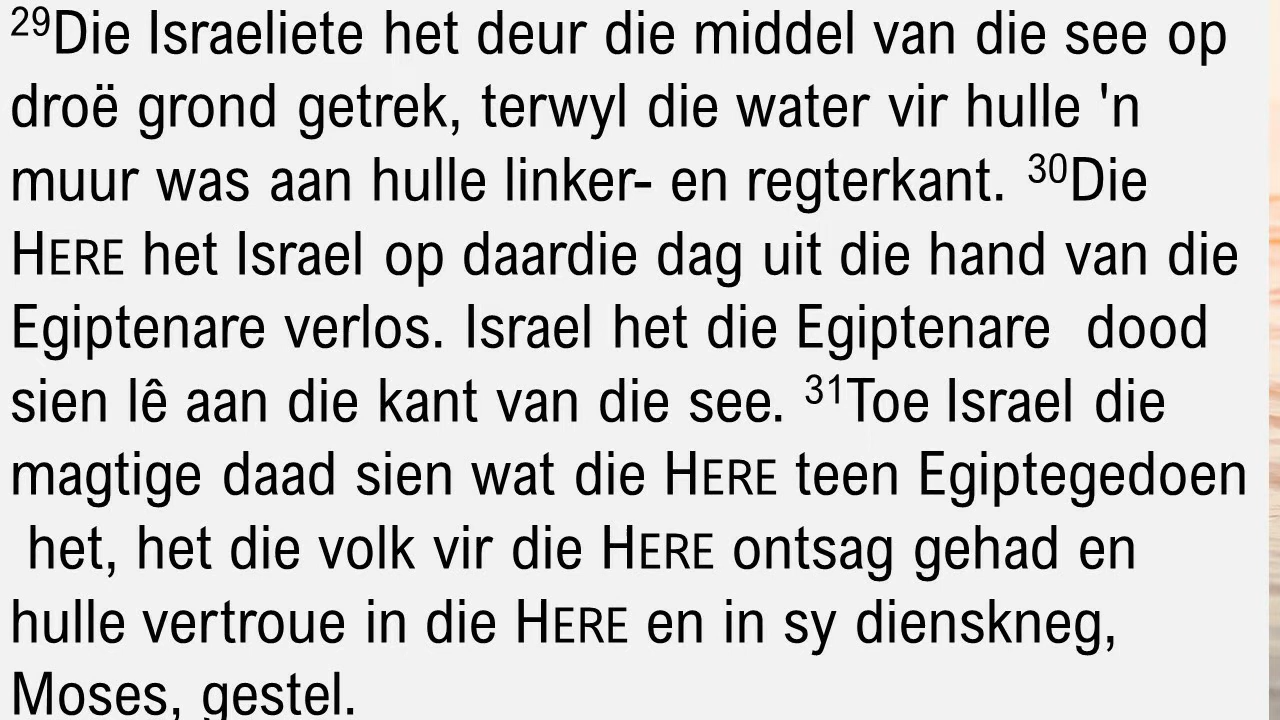 ²⁹Die Israeliete het deur die middel van die see op
droë grond getrek, terwyl die water vir hulle 'n
muur was aan hulle linker- en regterkant. ³⁰Die
HERE het Israel op daardie dag uit die hand van die
Egiptenare verlos. Israel het die Egiptenare  dood
sien lê aan die kant van die see. ³¹Toe Israel die
magtige daad sien wat die HERE teen Egiptegedoen
het, het die volk vir die HERE ontsag gehad en
hulle vertroue in die HERE en in sy dienskneg,
Moses, gestel.